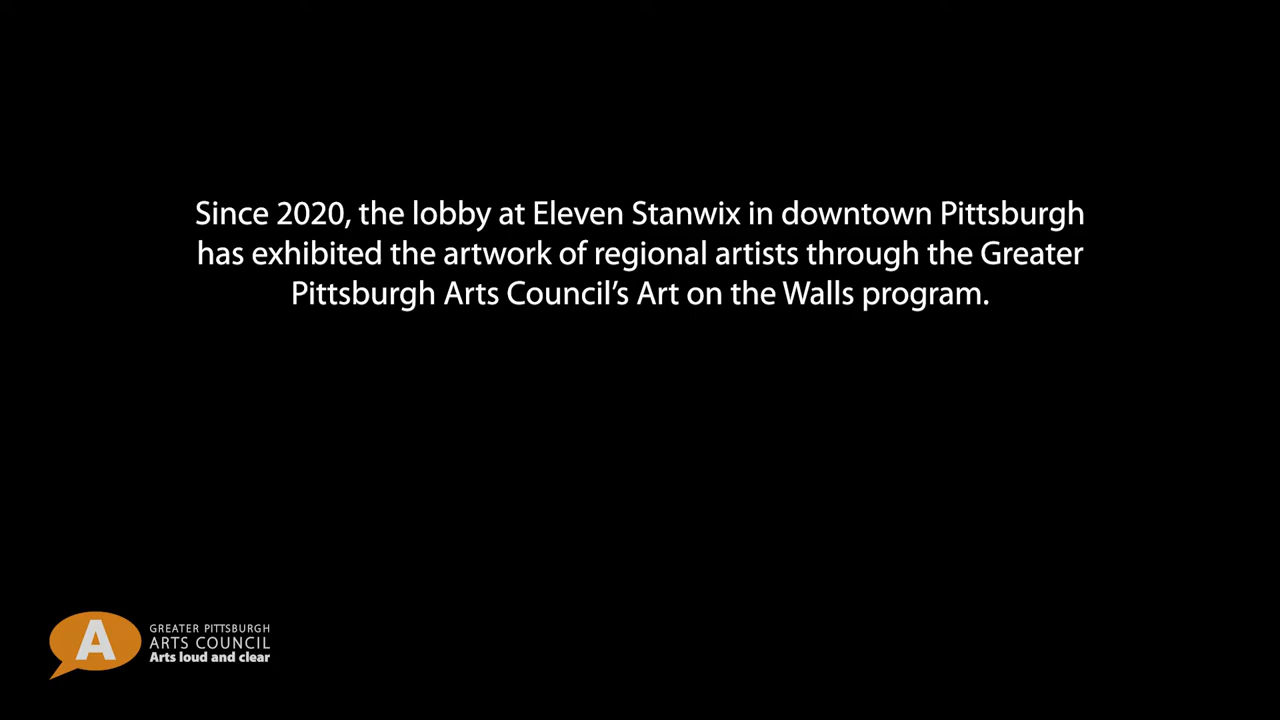 Since 2020, the lobby at Eleven Stanwix in downtown Pittsburgh
has exhibited the artwork of regional artists through the Greater
Pittsburgh Arts Council’s Art on the Walls program.
A
GREATER PITTSBURGH
ARTS COUNCIL
Arts loud and clear